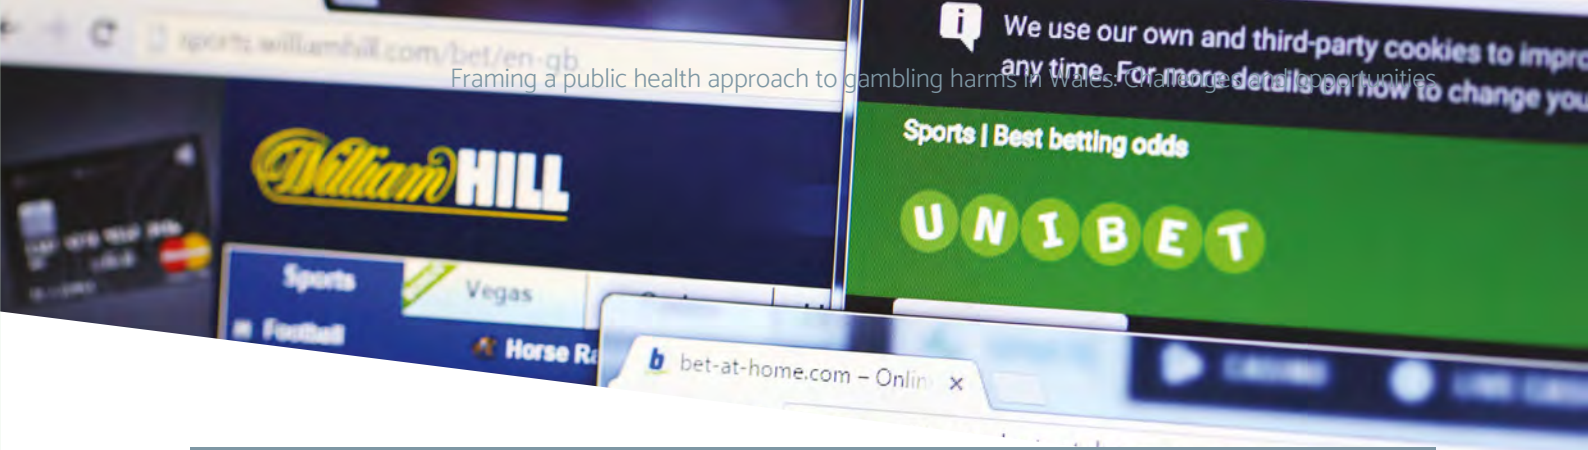 sports.williamhill.com/bet/en-gb
We use our own and third-party cookies to impro
Framing a public health approach to gambling harms in Wales: Challenges and opportunities
any time. For more details on how to change you
Sports | Best betting odds
William HILL
UNIBET
Sports
Vegas
Football
Horse Ra
b bet-at-home.com – Onlin
CASINO